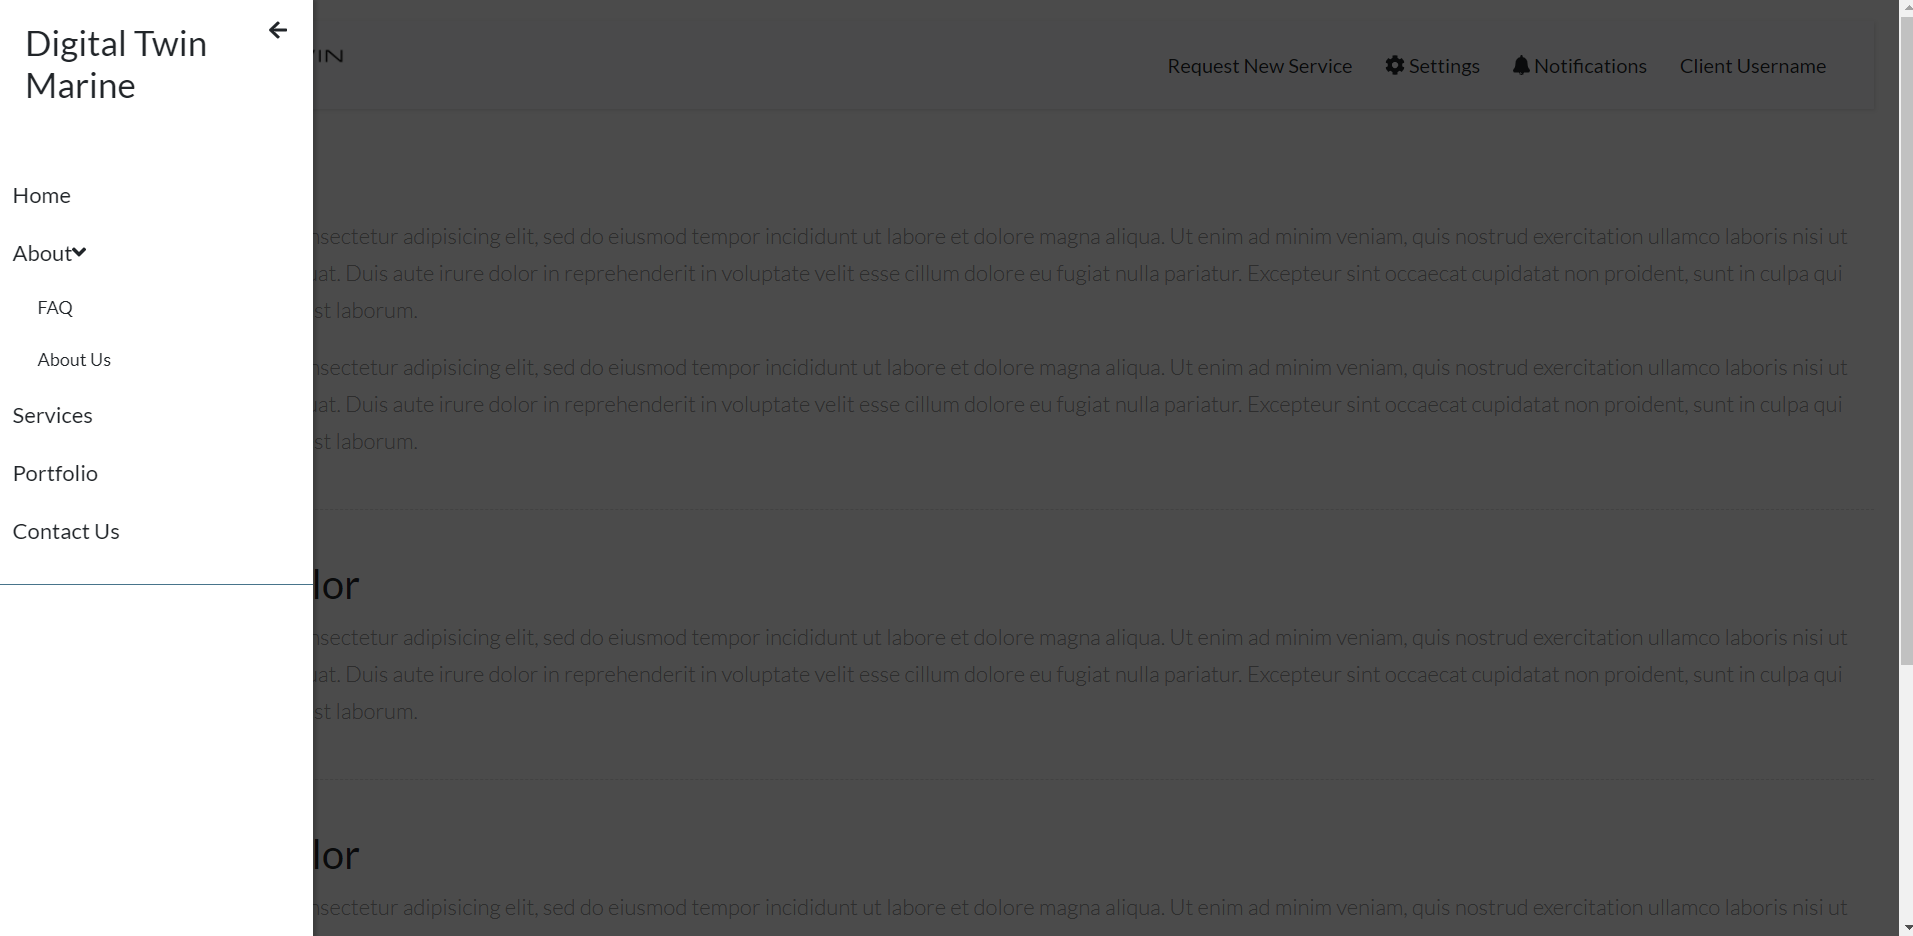 Digital Twin
Marine
Home
About
FAQ
About Us
Services
Portfolio
Contact Us
Request New Service Settings Notifications Client Username
adipisicing elit, sed do eiusmod tempor incididunt ut labore et dolore magna aliqua. Ut enim ad minim veniam, quis nostrud exercitation ullamco laboris nisi ut
Duis aute irure dolor in reprehenderit in voluptate velit esse cillum dolore eu fugiat nulla pariatur. Excepteur sint occaecat cupidatat non proident, sunt in culpa qui
st laborum.
adipisicing elit, sed do eiusmod tempor incididunt ut labore et dolore magna aliqua. Ut enim ad minim veniam, quis nostrud exercitation ullamco laboris nisi ut
Duis aute irure dolor in reprehenderit in voluptate velit esse cillum dolore eu fugiat nulla pariatur. Excepteur sint occaecat cupidatat non proident, sunt in culpa qui
st laborum.
lor
adipisicing elit, sed do eiusmod tempor incididunt ut labore et dolore magna aliqua. Ut enim ad minim veniam, quis nostrud exercitation ullamco laboris nisi ut
Duis aute irure dolor in reprehenderit in voluptate velit esse cillum dolore eu fugiat nulla pariatur. Excepteur sint occaecat cupidatat non proident, sunt in culpa qui
st laborum.
lor
adipisicing elit, sed do eiusmod tempor incididunt ut labore et dolore magna aliqua. Ut enim ad minim veniam, quis nostrud exercitation ullamco laboris nisi ut